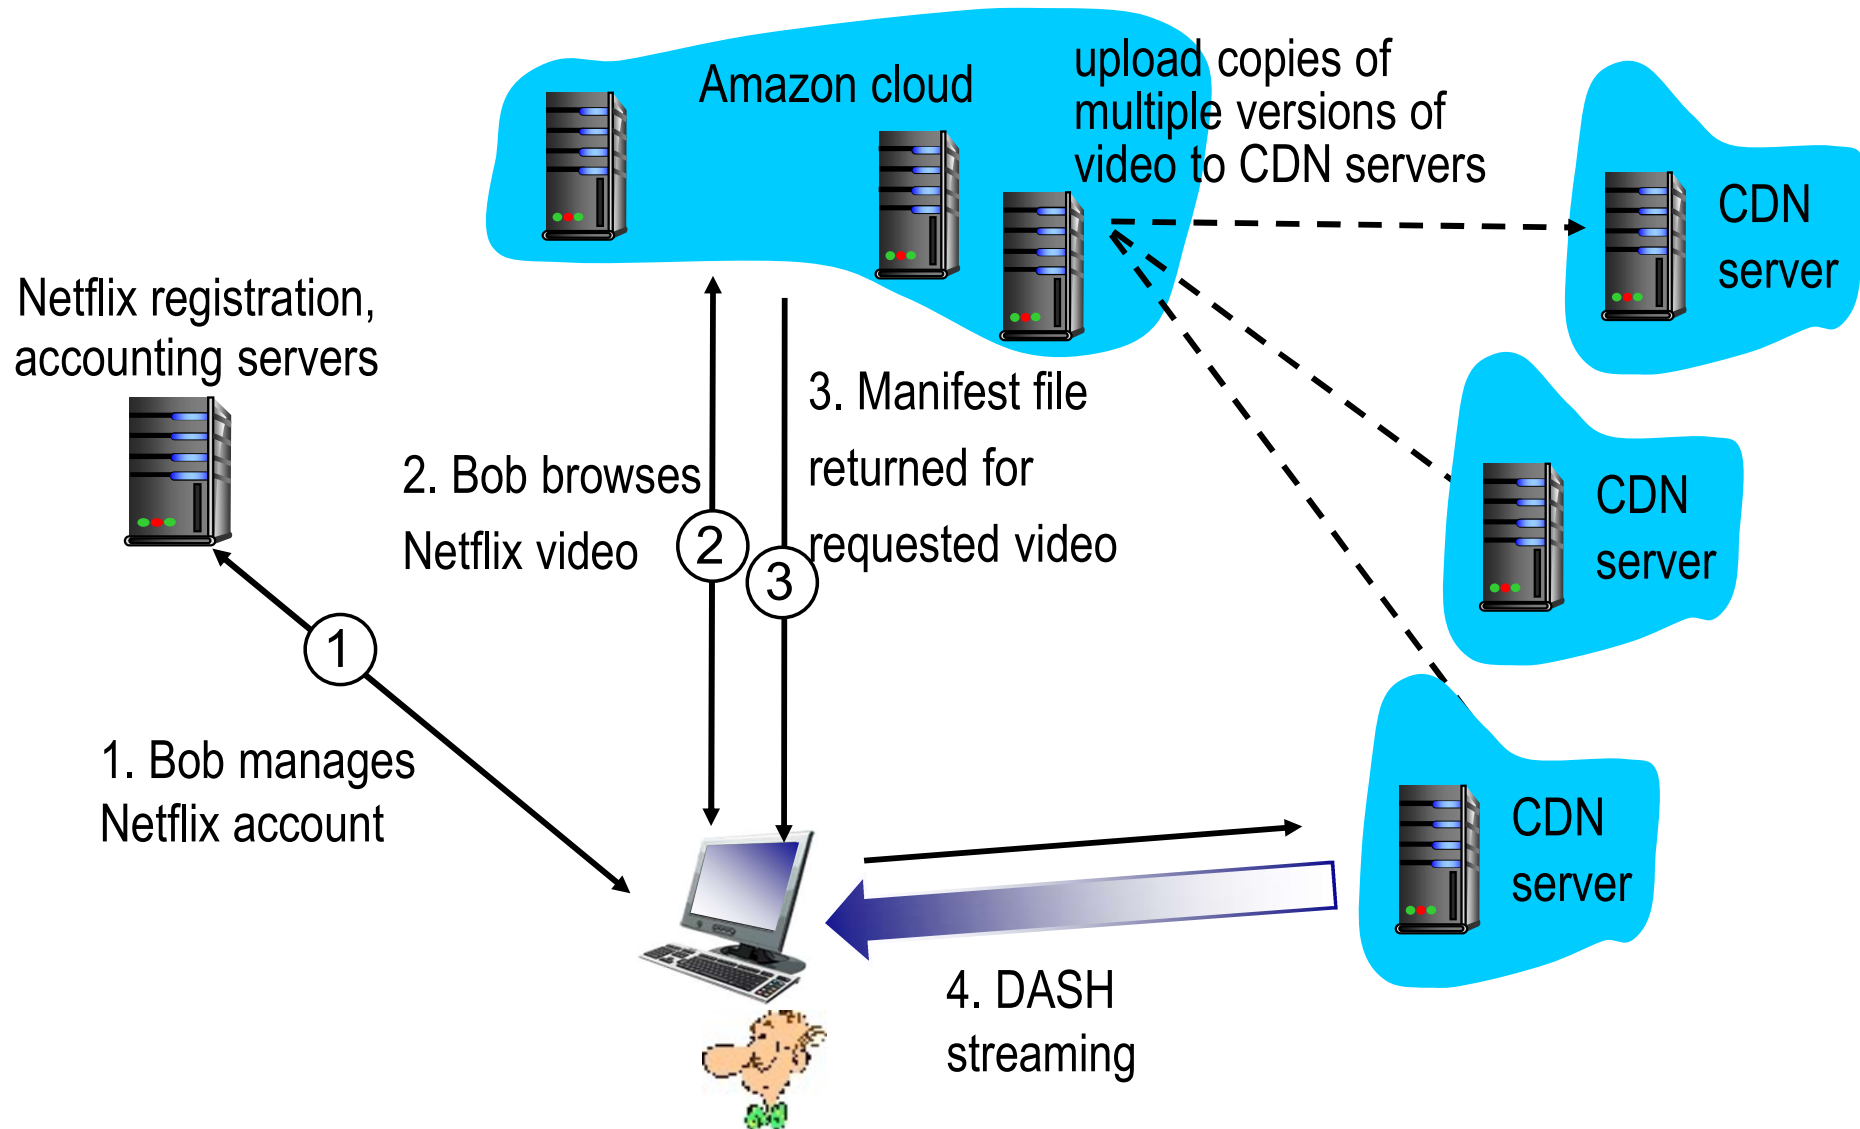 Amazon cloud
upload copies of
multiple versions of
video to CDN servers
CDN
server
Netflix registration,
accounting servers
3. Manifest file
returned for
requested video
2. Bob browses
Netflix video
2
3
CDN
server
1
1. Bob manages
Netflix account
CDN
server
4. DASH
streaming